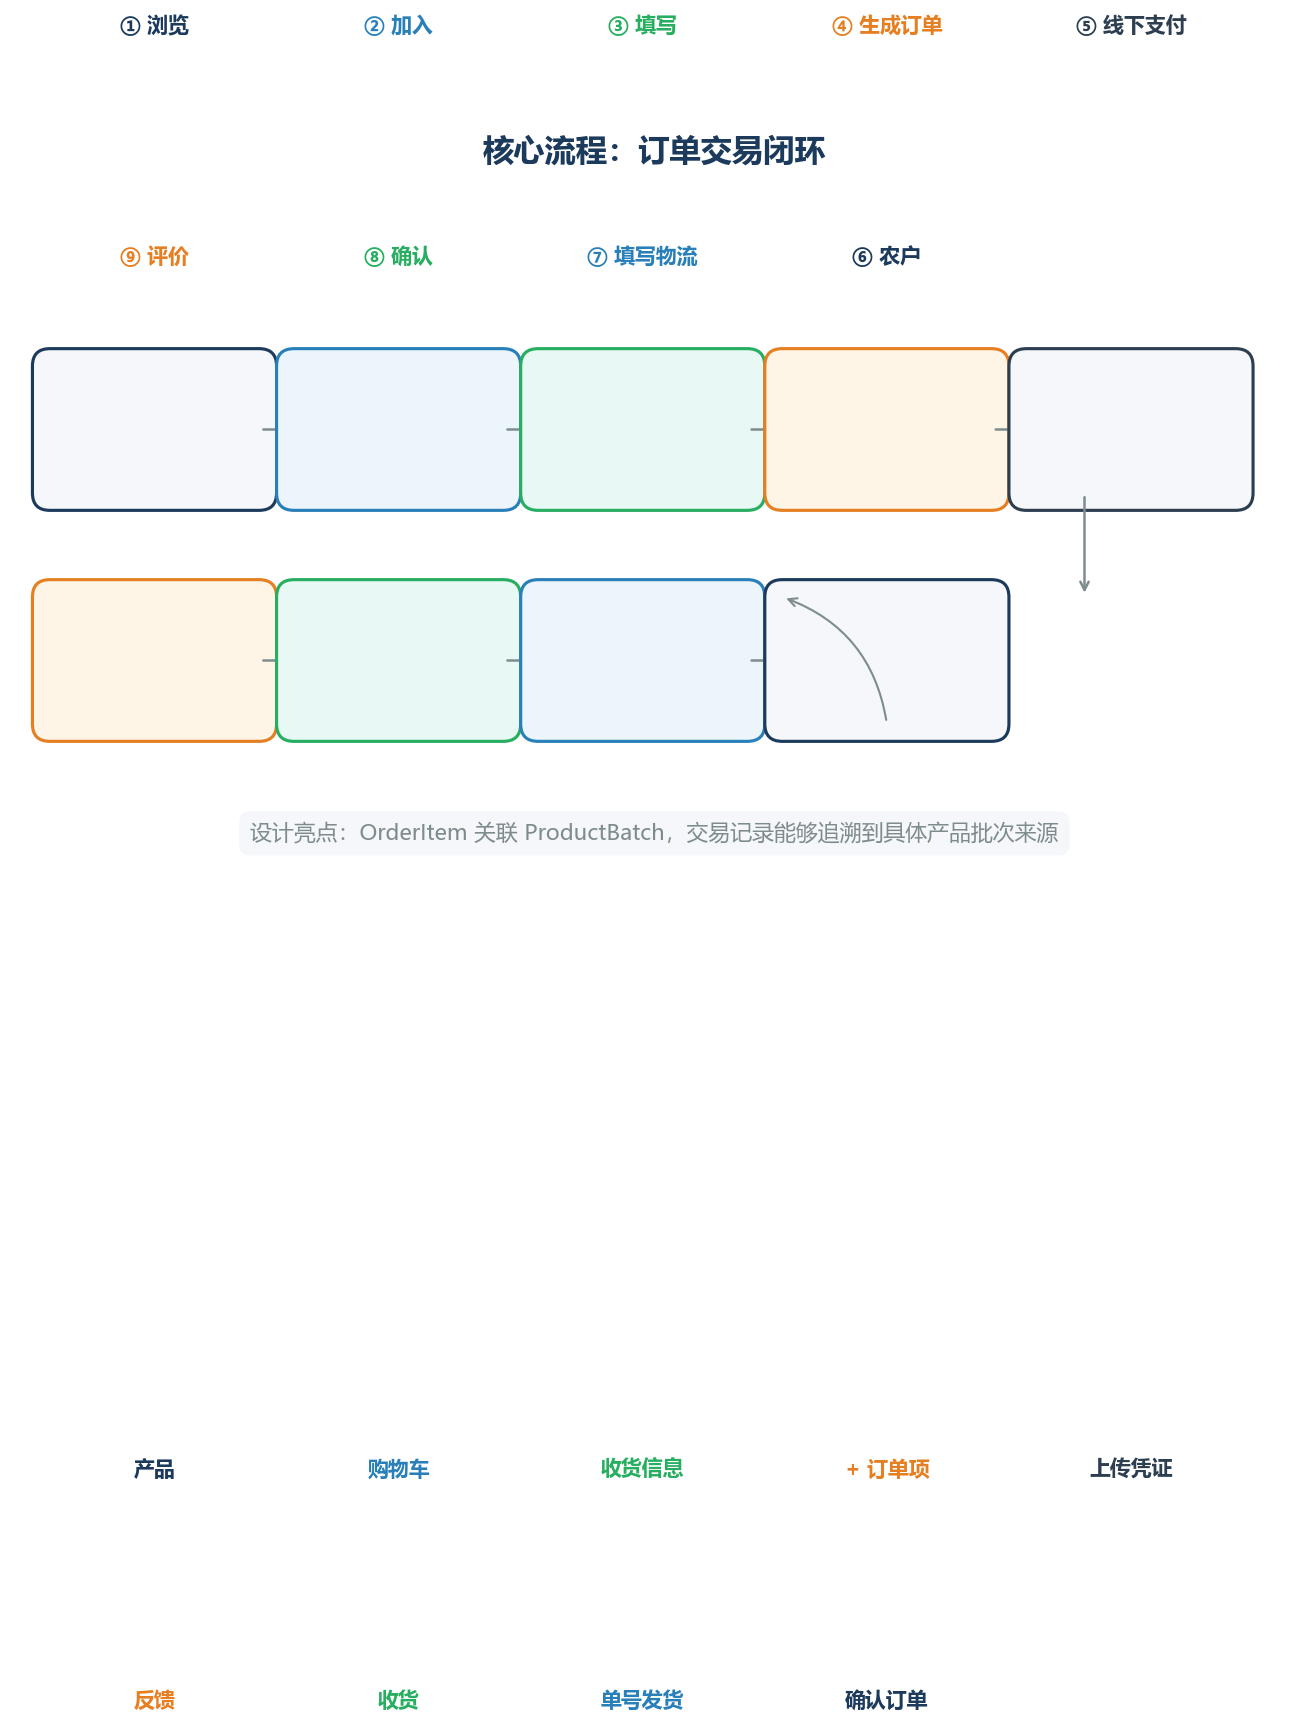 ① 浏览
② 加入
③ 填写
④ 生成订单
⑤ 线下支付
核心流程：订单交易闭环
⑨ 评价
⑧ 确认
⑦ 填写物流
⑥ 农户
设计亮点：OrderItem 关联 ProductBatch，交易记录能够追溯到具体产品批次来源
产品
购物车
收货信息
+ 订单项
上传凭证
反馈
收货
单号发货
确认订单